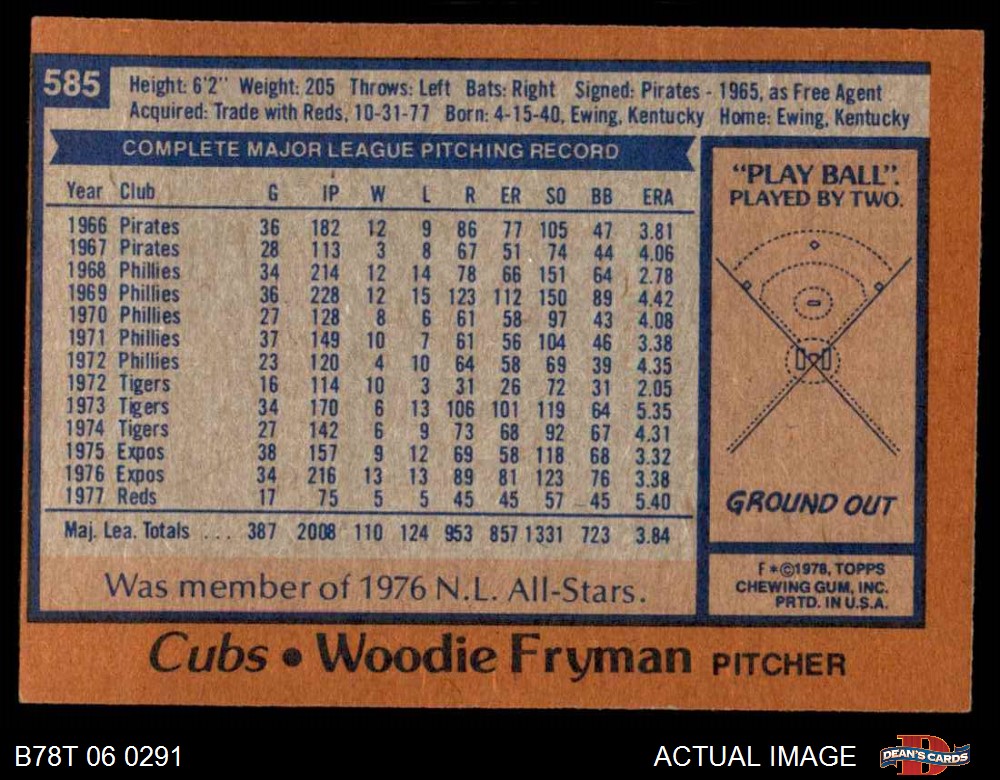 585
Height: 6'2" Weight: 205 Throws: Left Bats: Right Signed: Pirates - 1965, as Free Agent
Acquired: Trade with Reds, 10-31-77 Born: 4-15-40, Ewing, Kentucky Home: Ewing, Kentucky
COMPLETE MAJOR LEAGUE PITCHING RECORD
Year Club G IP W L R ER SO BB ERA
1966 Pirates 36 182 12 9 86 77 105 47 3.81
1967 Pirates 28 113 3 8 67 51 74 44 4.06
1968 Phillies 34 214 12 14 78 66 151 64 2.78
1969 Phillies 36 228 12 15 123 112 150 89 4.42
1970 Phillies 27 128 8 6 61 58 97 43 4.08
1971 Phillies 37 149 10 7 61 56 104 46 3.38
1972 Phillies 23 120 4 10 64 58 69 39 4.35
1972 Tigers 16 114 10 3 31 26 72 31 2.05
1973 Tigers 34 170 6 13 106 101 119 64 5.35
1974 Tigers 27 142 6 9 73 68 92 67 4.31
1975 Expos 38 157 9 12 69 58 118 68 3.32
1976 Expos 34 216 13 13 89 81 123 76 3.38
1977 Reds 17 75 5 5 45 45 57 45 5.40
Maj. Lea. Totals ... 387 2008 110 124 953 857 1331 723 3.84
Was member of 1976 N.L. All-Stars.
"PLAY BALL".
PLAYED BY TWO.
GROUND OUT
F*©1978, TOPPS
CHEWING GUM, INC.
PRTD. IN U.S.A.
Cubs • Woodie Fryman PITCHER
B78T 06 0291
ACTUAL IMAGE
D
DEAN'S CARDS